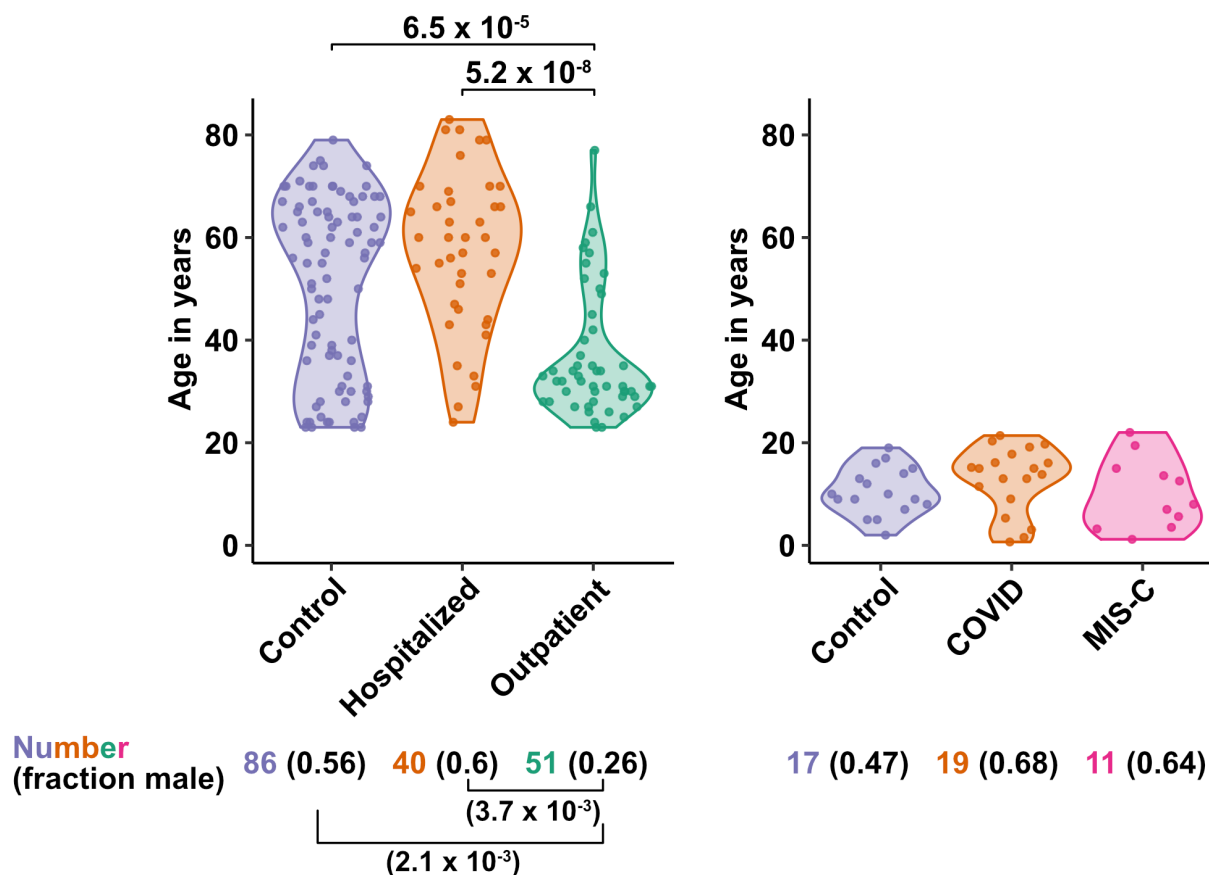 6.5 x 10⁻⁵
5.2 x 10⁻⁸
Age in years
80
60
40
20
0
Control
Hospitalized
Outpatient
Age in years
80
60
40
20
0
Control
COVID
MIS-C
Number
(fraction male)
86 (0.56) 40 (0.6) 51 (0.26) 17 (0.47) 19 (0.68) 11 (0.64)
(3.7 x 10⁻³)
(2.1 x 10⁻³)